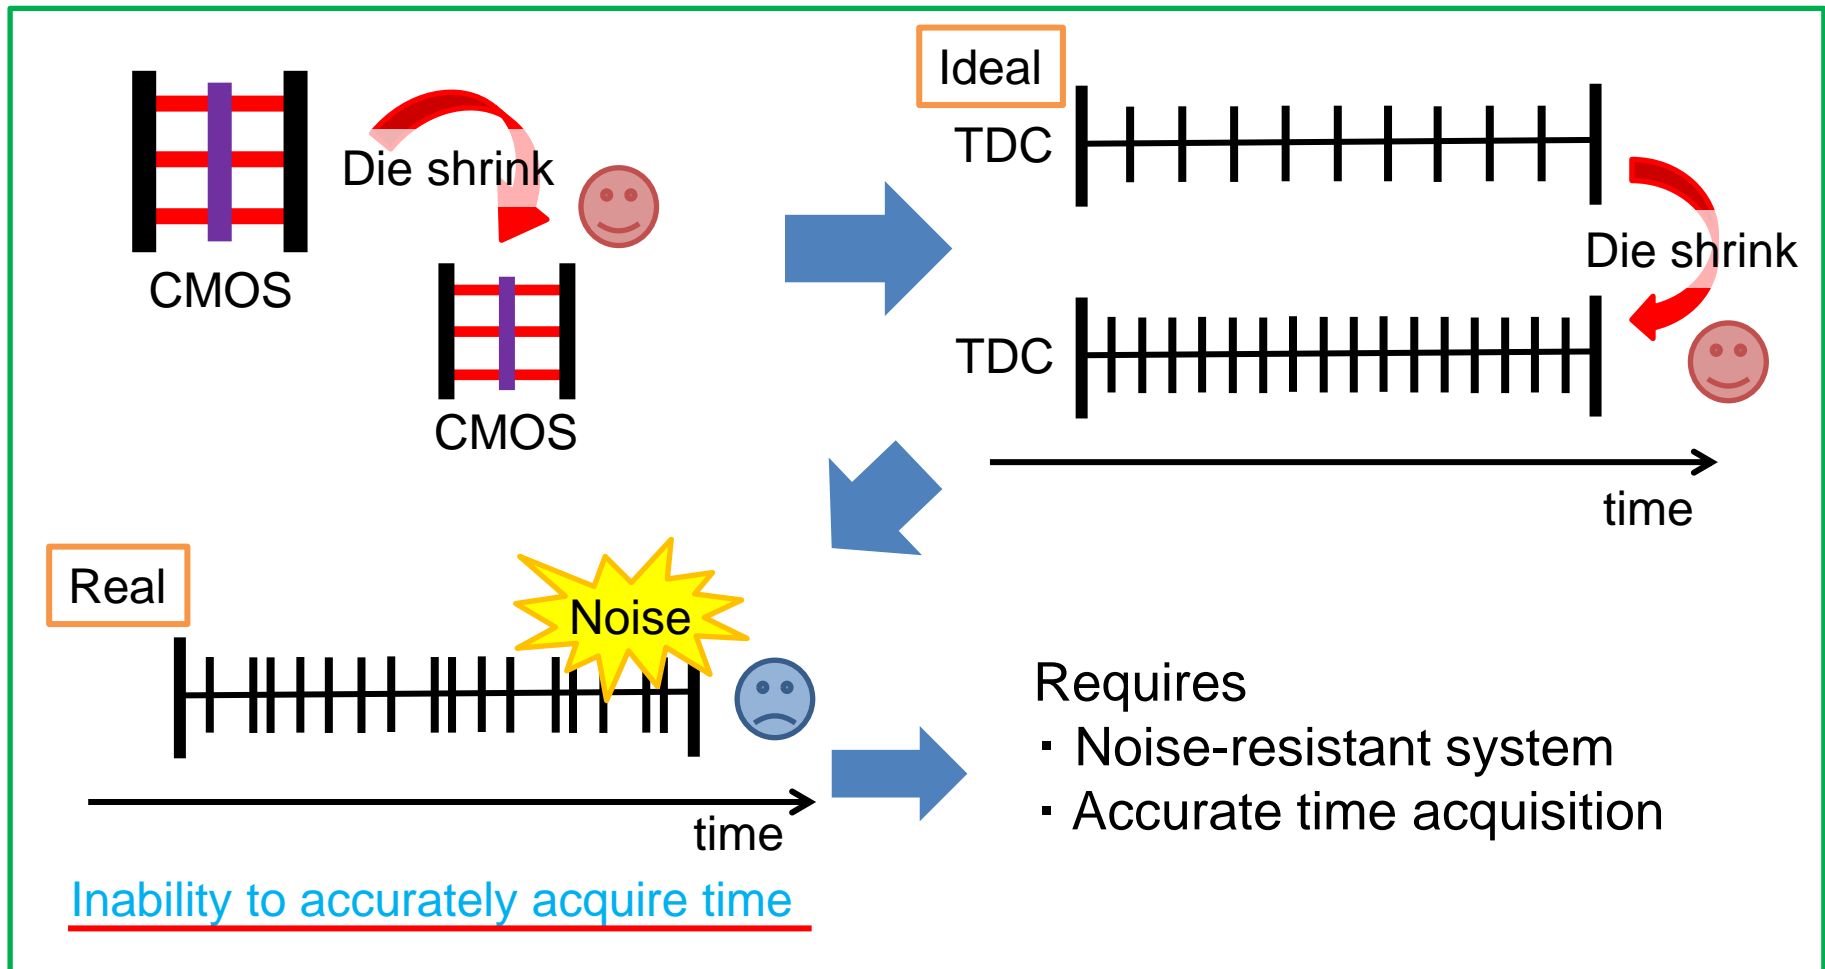 Die shrink
CMOS
CMOS
Ideal
TDC
Die shrink
TDC
time
Real
Noise
time
Inability to accurately acquire time
Requires
・Noise-resistant system
・Accurate time acquisition